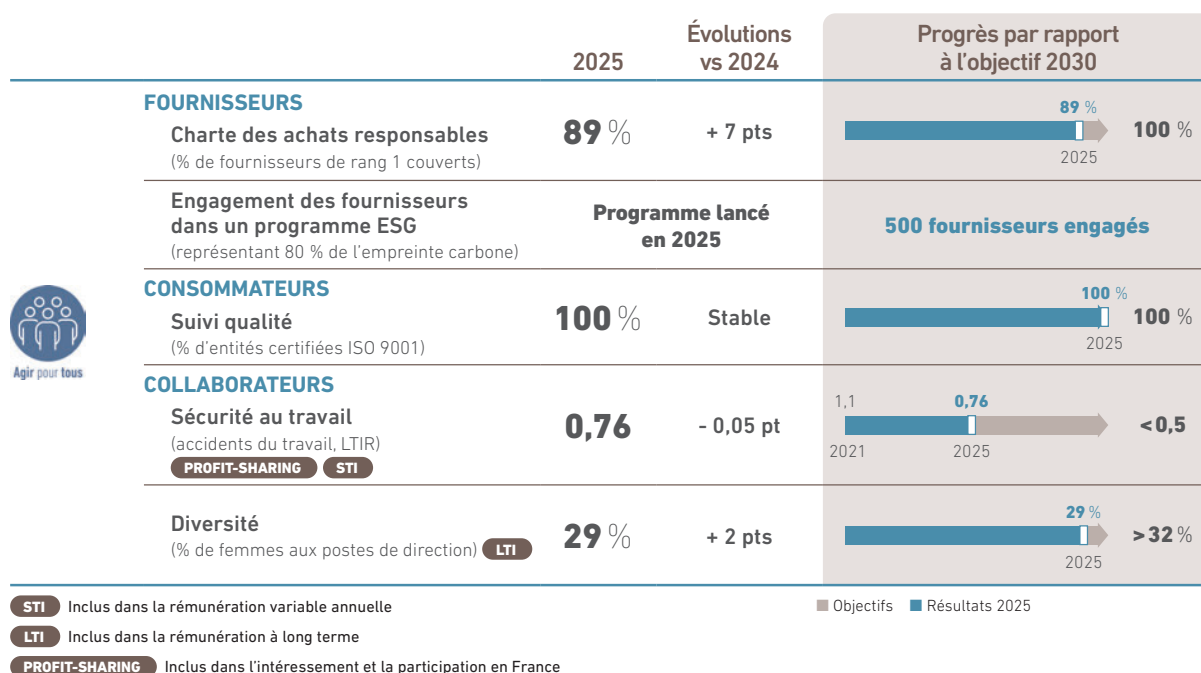 2025
Évolutions
vs 2024
Progrès par rapport
à l'objectif 2030
FOURNISSEURS
Charte des achats responsables
(% de fournisseurs de rang 1 couverts)
89 %
+ 7 pts
89 %
2025
100 %
Engagement des fournisseurs
dans un programme ESG
(représentant 80 % de l'empreinte carbone)
Programme lancé
en 2025
500 fournisseurs engagés
Agir pour tous
CONSOMMATEURS
Suivi qualité
(% d'entités certifiées ISO 9001)
100 %
Stable
100 %
2025
100 %
COLLABORATEURS
Sécurité au travail
(accidents du travail, LTIR)
PROFIT-SHARING STI
0,76
- 0,05 pt
1,1
0,76
2021
2025
<0,5
Diversité
(% de femmes aux postes de direction) LTI
29 %
+ 2 pts
29 %
2025
>32 %
STI Inclus dans la rémunération variable annuelle
LTI Inclus dans la rémunération à long terme
PROFIT-SHARING Inclus dans l'intéressement et la participation en France
Objectifs Résultats 2025